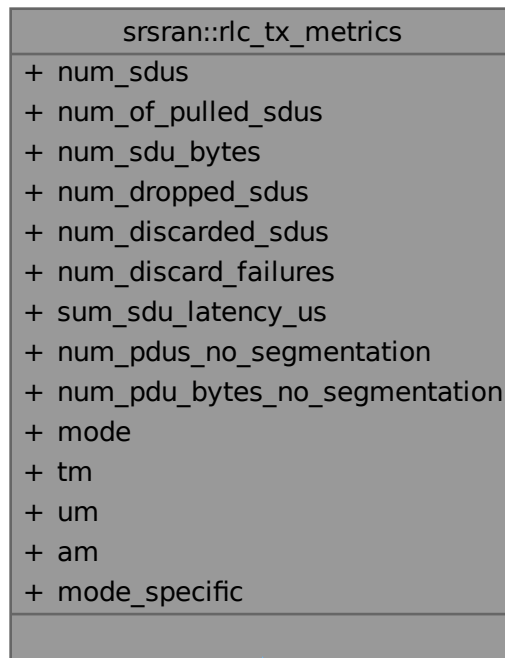 srsran::rlc_tx_metrics
+ num_sdus
+ num_of_pulled_sdus
+ num_sdu_bytes
+ num_dropped_sdus
+ num_discarded_sdus
+ num_discard_failures
+ sum_sdu_latency_us
+ num_pdus_no_segmentation
+ num_pdu_bytes_no_segmentation
+ mode
+ tm
+ um
+ am
+ mode_specific